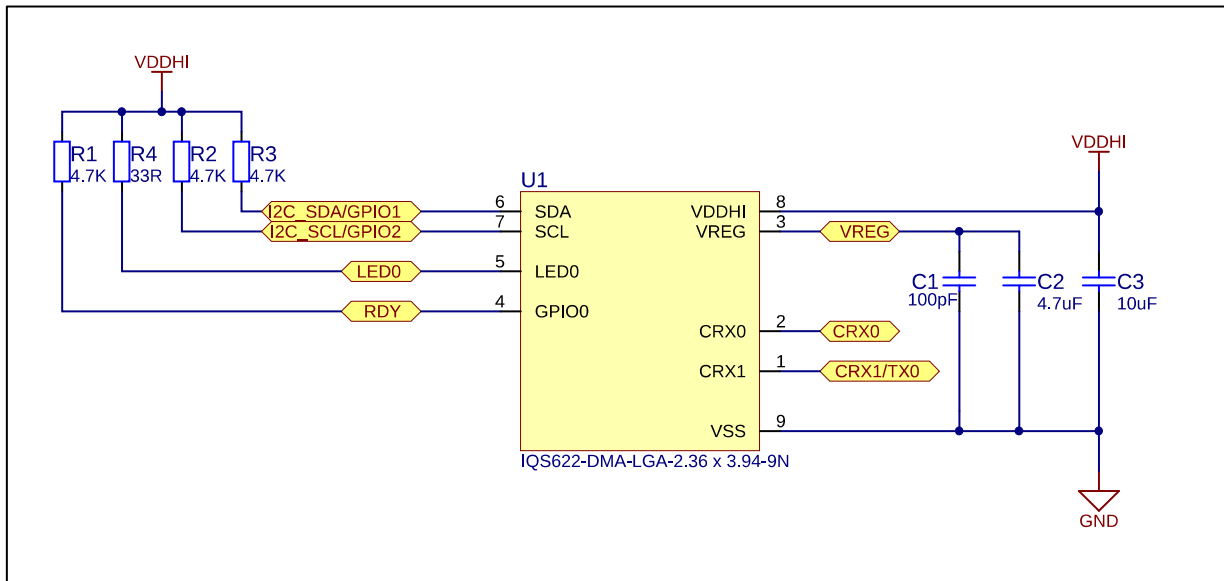 VDDHI
R1
4.7K
R4
33R
R2
4.7K
R3
4.7K
I2C_SDA/GPIO1
I2C_SCL/GPIO2
LED0
RDY
6
7
5
4
U1
SDA
SCL
LED0
GPIO0
VDDHI
VREG
CRX0
CRX1
VSS
IQS622-DMA-LGA-2.36 x 3.94-9N
8
3
2
1
9
VREG
CRX0
CRX1/TX0
VDDHI
C1
100pF
C2
4.7uF
C3
10uF
GND